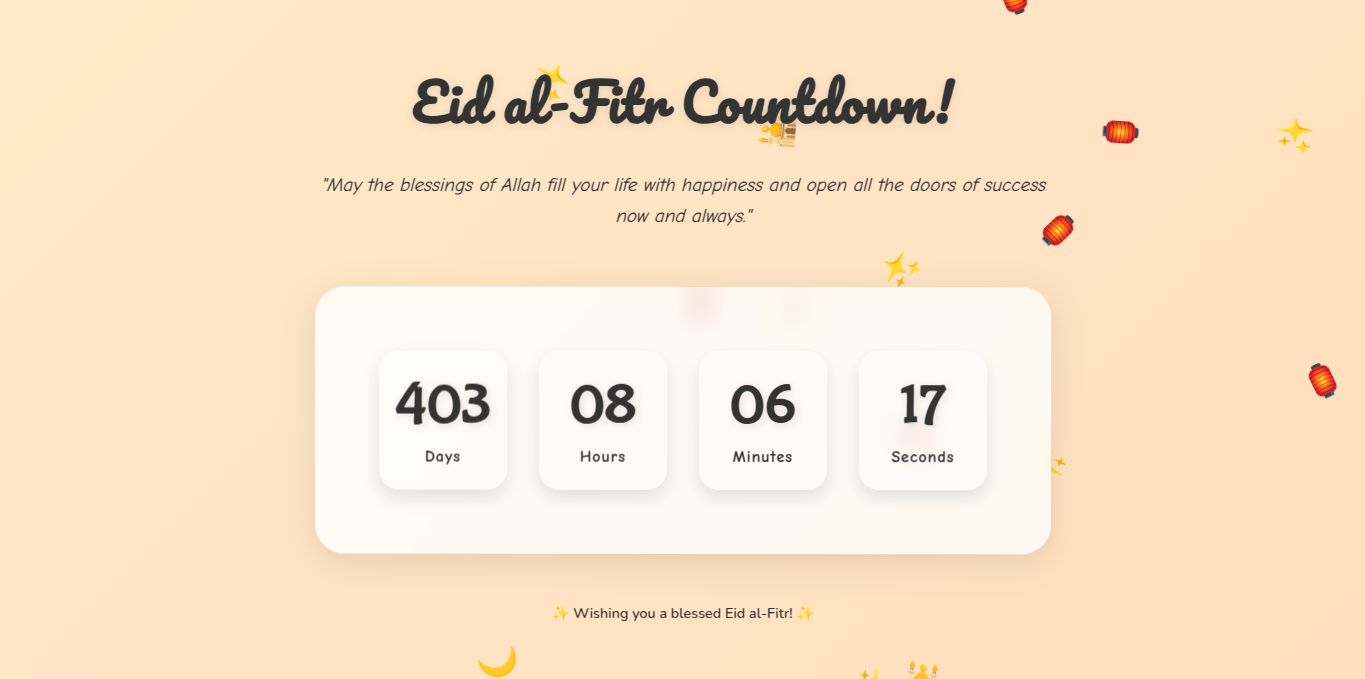 Eid al-Fitr Countdown!
"May the blessings of Allah fill your life with happiness and open all the doors of success
now and always."
403 08 06 17
Days Hours Minutes Seconds
✨ Wishing you a blessed Eid al-Fitr! ✨